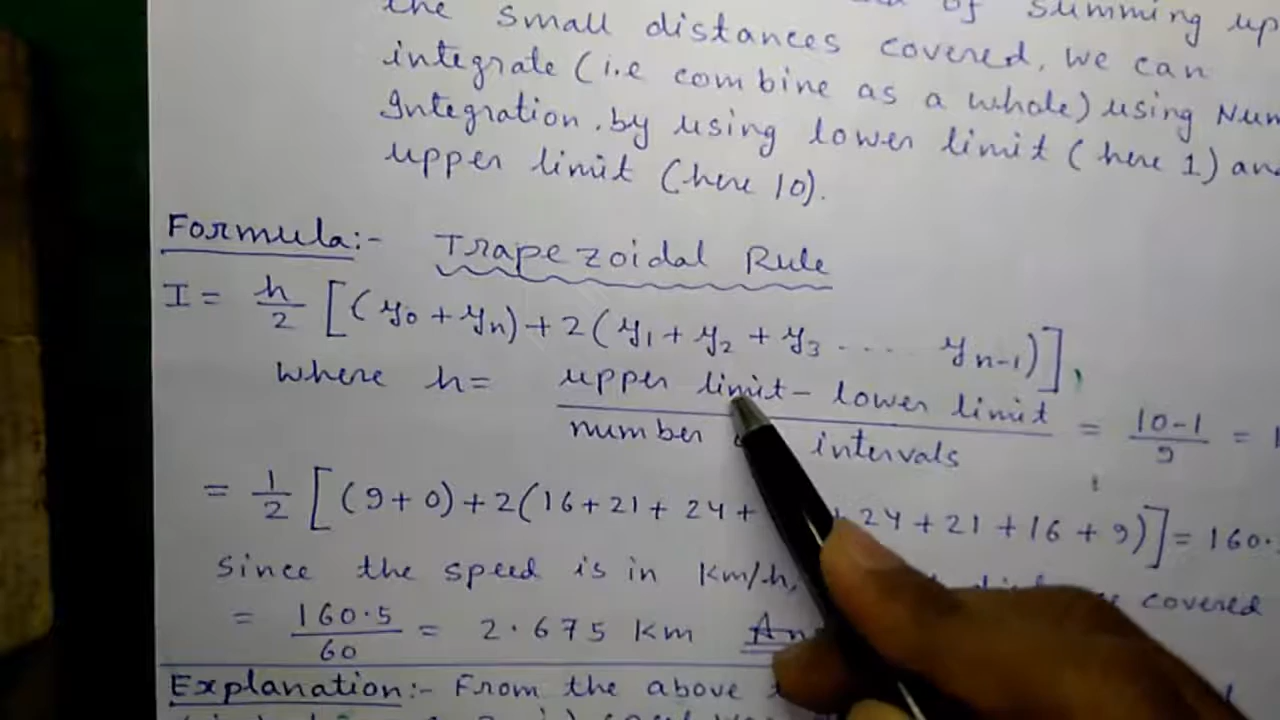 the small distances covered, we can
integrate (i.e combine as a whole) using Num
Integration. by using lower limit (here 1) an
upper limit (here 10).
Formula:- Trapezoidal Rule
I = h/2 [(y₀ + yₙ) + 2(y₁ + y₂ + y₃ .... yₙ₋₁)],
where h = upper limit - lower limit / number intervals = 10-1 / 9 = 1
= 1/2 [(9+0) + 2(16+21+24+ +24+21+16+9)] = 160.
since the speed is in Km/h, covered
= 160.5/60 = 2.675 Km An
Explanation:- From the above